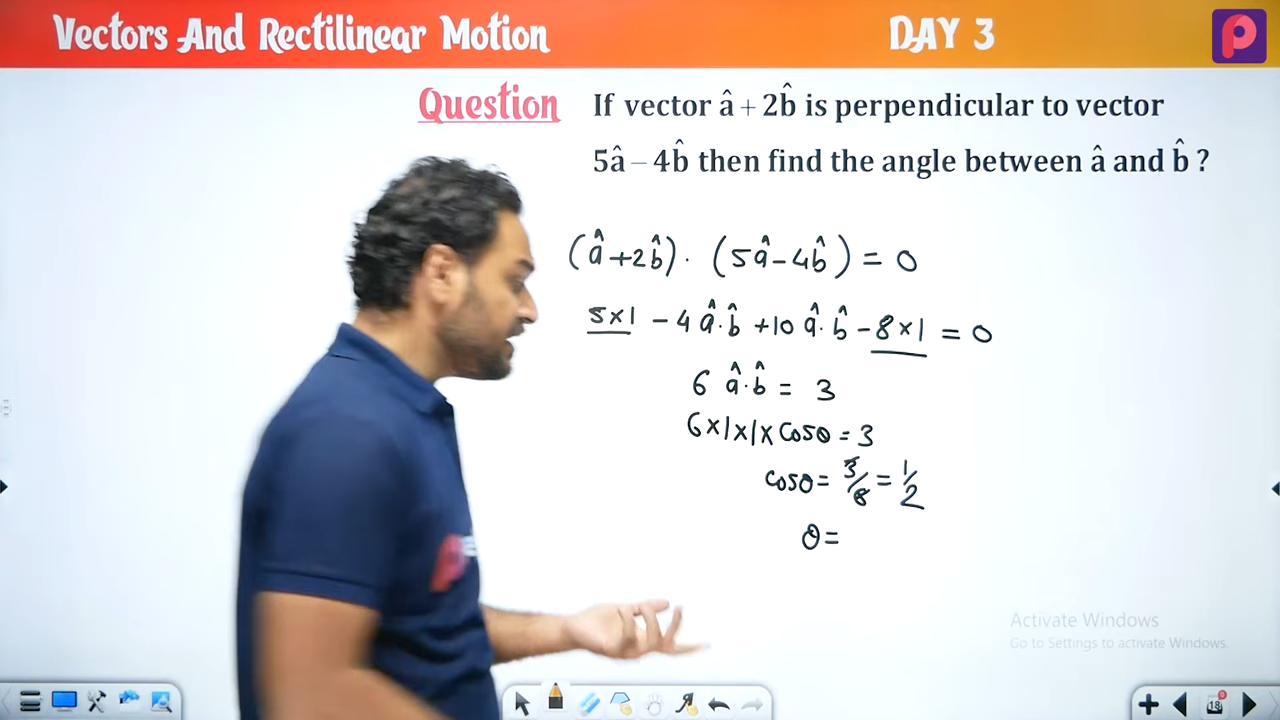 Vectors And Rectilinear Motion DAY 3
Question If vector â + 2b̂ is perpendicular to vector
5â – 4b̂ then find the angle between â and b̂ ?
(â+2b̂) . (5â-4b̂) = 0
5×1 - 4 â.b̂ +10 â.b̂ - 8×1 = 0
6 â.b̂ = 3
6×1×1×cosθ = 3
cosθ = 3/6 = 1/2
θ =
Activate Windows
Go to Settings to activate Windows.
18